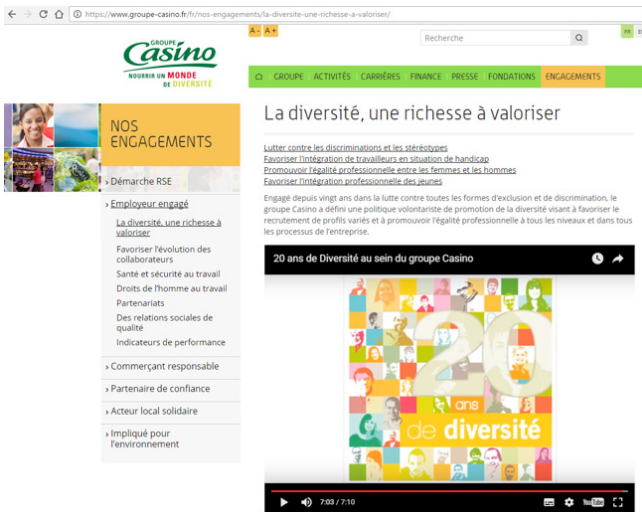 https://www.groupe-casino.fr/fr/nos-engagements/la-diversite-une-richesse-a-valoriser/
A- A+
Recherche
FR
GROUPE
Casino
NOURRIR UN MONDE
DE DIVERSITÉ
GROUPE ACTIVITÉS CARRIÈRES FINANCE PRESSE FONDATIONS ENGAGEMENTS
NOS
ENGAGEMENTS
› Démarche RSE
› Employeur engagé
La diversité, une richesse à
valoriser
Favoriser l'évolution des
collaborateurs
Santé et sécurité au travail
Droits de l'homme au travail
Partenariats
Des relations sociales de
qualité
Indicateurs de performance
› Commerçant responsable
› Partenaire de confiance
› Acteur local solidaire
› Impliqué pour
l'environnement
La diversité, une richesse à valoriser
Lutter contre les discriminations et les stéréotypes
Favoriser l'intégration de travailleurs en situation de handicap
Promouvoir l'égalité professionnelle entre les femmes et les hommes
Favoriser l'intégration professionnelle des jeunes
Engagé depuis vingt ans dans la lutte contre toutes les formes d'exclusion et de discrimination, le
groupe Casino a défini une politique volontariste de promotion de la diversité visant à favoriser le
recrutement de profils variés et à promouvoir l'égalité professionnelle à tous les niveaux et dans tous
les processus de l'entreprise.
20 ans de Diversité au sein du groupe Casino
20
ans
de diversité
7:03 / 7:10
YouTube